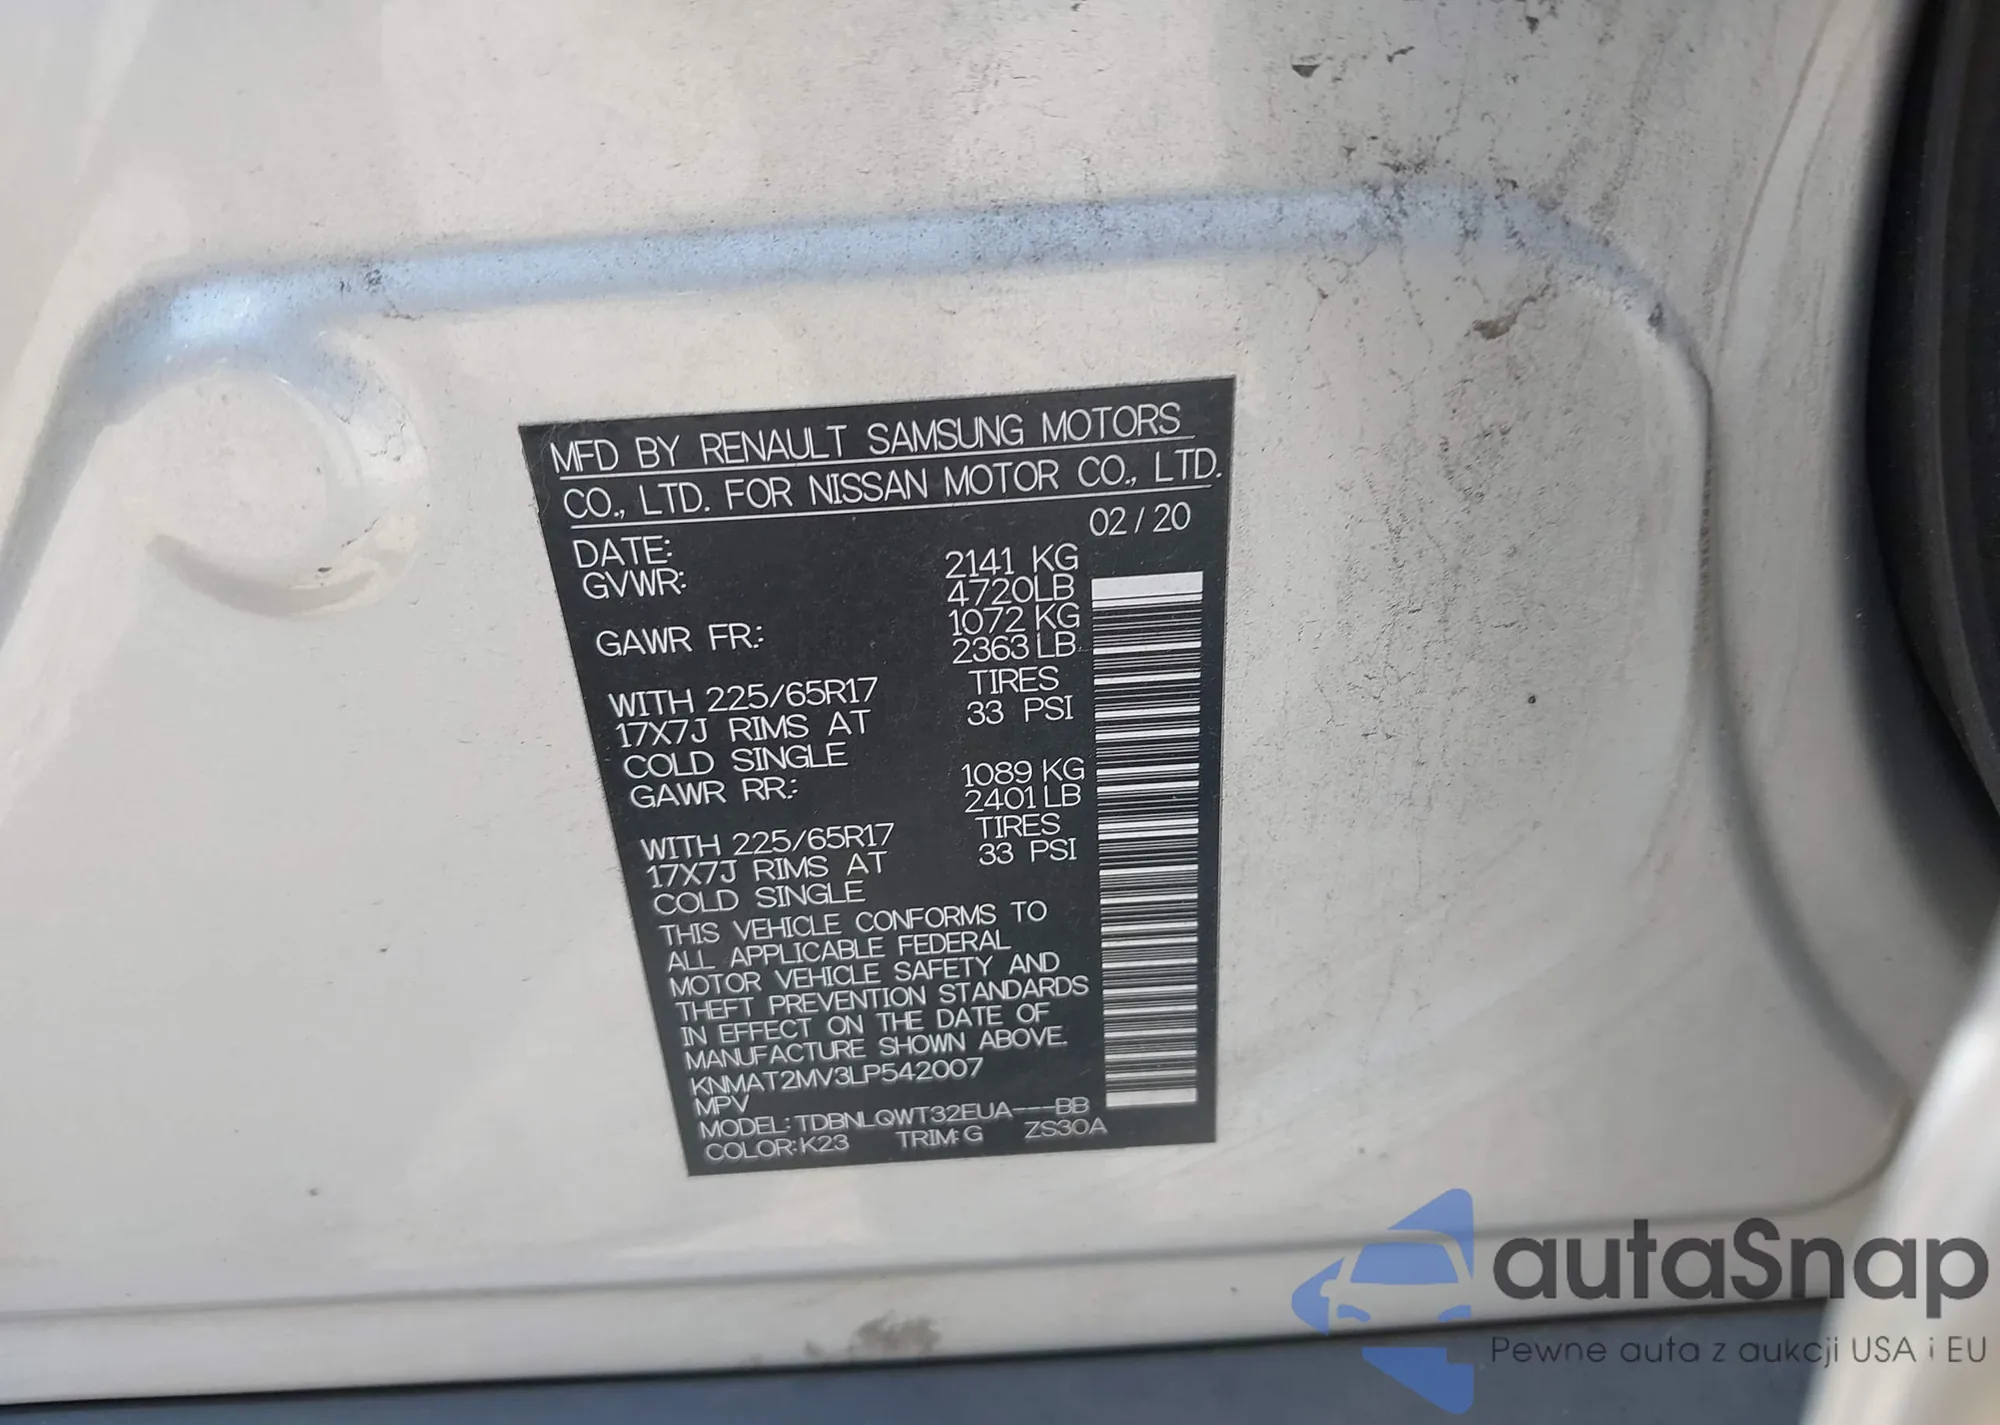 MFD BY RENAULT SAMSUNG MOTORS
CO., LTD. FOR NISSAN MOTOR CO., LTD.
DATE: 02 / 20
GVWR: 2141 KG
4720LB
GAWR FR.: 1072 KG
2363 LB
WITH 225/65R17 TIRES
17X7J RIMS AT 33 PSI
COLD SINGLE
GAWR RR.: 1089 KG
2401 LB
WITH 225/65R17 TIRES
17X7J RIMS AT 33 PSI
COLD SINGLE
THIS VEHICLE CONFORMS TO
ALL APPLICABLE FEDERAL
MOTOR VEHICLE SAFETY AND
THEFT PREVENTION STANDARDS
IN EFFECT ON THE DATE OF
MANUFACTURE SHOWN ABOVE.
KNMAT2MV3LP542007
MPV
MODEL: TDBNLQWT32EUA---BB
COLOR:K23 TRIM:G ZS30A
autaSnap
Pewne auta z aukcji USA i EU